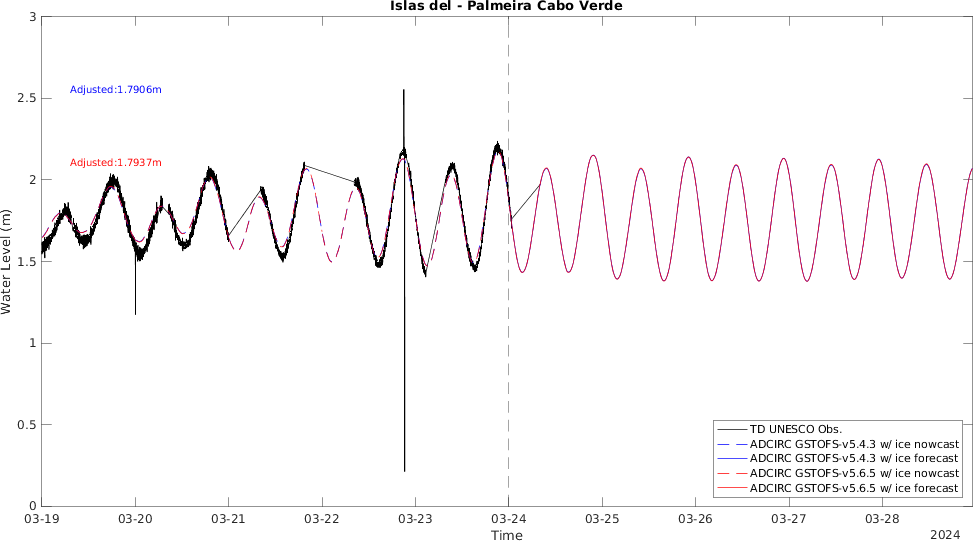 Islas del - Palmeira Cabo Verde
3
2.5
2
1.5
1
0.5
0
Water Level (m)
Adjusted:1.7906m
Adjusted:1.7937m
TD UNESCO Obs.
ADCIRC GSTOFS-v5.4.3 w/ ice nowcast
ADCIRC GSTOFS-v5.4.3 w/ ice forecast
ADCIRC GSTOFS-v5.6.5 w/ ice nowcast
ADCIRC GSTOFS-v5.6.5 w/ ice forecast
03-19 03-20 03-21 03-22 03-23 03-24 03-25 03-26 03-27 03-28
Time
2024